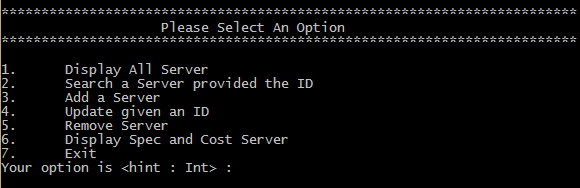 ************************************************************************
Please Select An Option
************************************************************************
1. Display All Server
2. Search a Server provided the ID
3. Add a Server
4. Update given an ID
5. Remove Server
6. Display Spec and Cost Server
7. Exit
Your option is <hint : Int> :